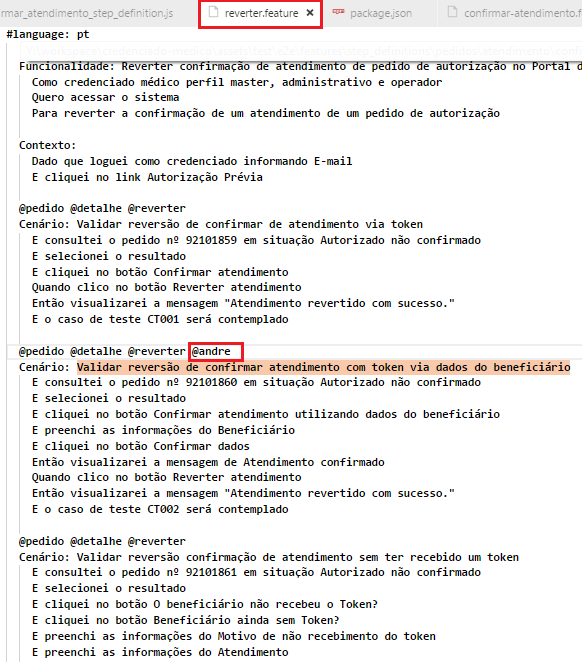 rmar_atendimento_step_definition.js
reverter.feature
package.json
confirmar-atendimento.f
#language: pt
Funcionalidade: Reverter confirmação de atendimento de pedido de autorização no Portal d
Como credenciado médico perfil master, administrativo e operador
Quero acessar o sistema
Para reverter a confirmação de um atendimento de um pedido de autorização
Contexto:
Dado que loguei como credenciado informando E-mail
E cliquei no link Autorização Prévia
@pedido @detalhe @reverter
Cenário: Validar reversão de confirmar de atendimento via token
E consultei o pedido nº 92101859 em situação Autorizado não confirmado
E selecionei o resultado
E cliquei no botão Confirmar atendimento
Quando clico no botão Reverter atendimento
Então visualizarei a mensagem "Atendimento revertido com sucesso."
E o caso de teste CT001 será contemplado
@pedido @detalhe @reverter @andre
Cenário: Validar reversão de confirmar atendimento com token via dados do beneficiário
E consultei o pedido nº 92101860 em situação Autorizado não confirmado
E selecionei o resultado
E cliquei no botão Confirmar atendimento utilizando dados do beneficiário
E preenchi as informações do Beneficiário
E cliquei no botão Confirmar dados
Então visualizarei a mensagem de Atendimento confirmado
Quando clico no botão Reverter atendimento
Então visualizarei a mensagem "Atendimento revertido com sucesso."
E o caso de teste CT002 será contemplado
@pedido @detalhe @reverter
Cenário: Validar reversão confirmação de atendimento sem ter recebido um token
E consultei o pedido nº 92101861 em situação Autorizado não confirmado
E selecionei o resultado
E cliquei no botão O beneficiário não recebeu o Token?
E cliquei no botão Beneficiário ainda sem Token?
E preenchi as informações do Motivo de não recebimento do token
E preenchi as informações do Atendimento